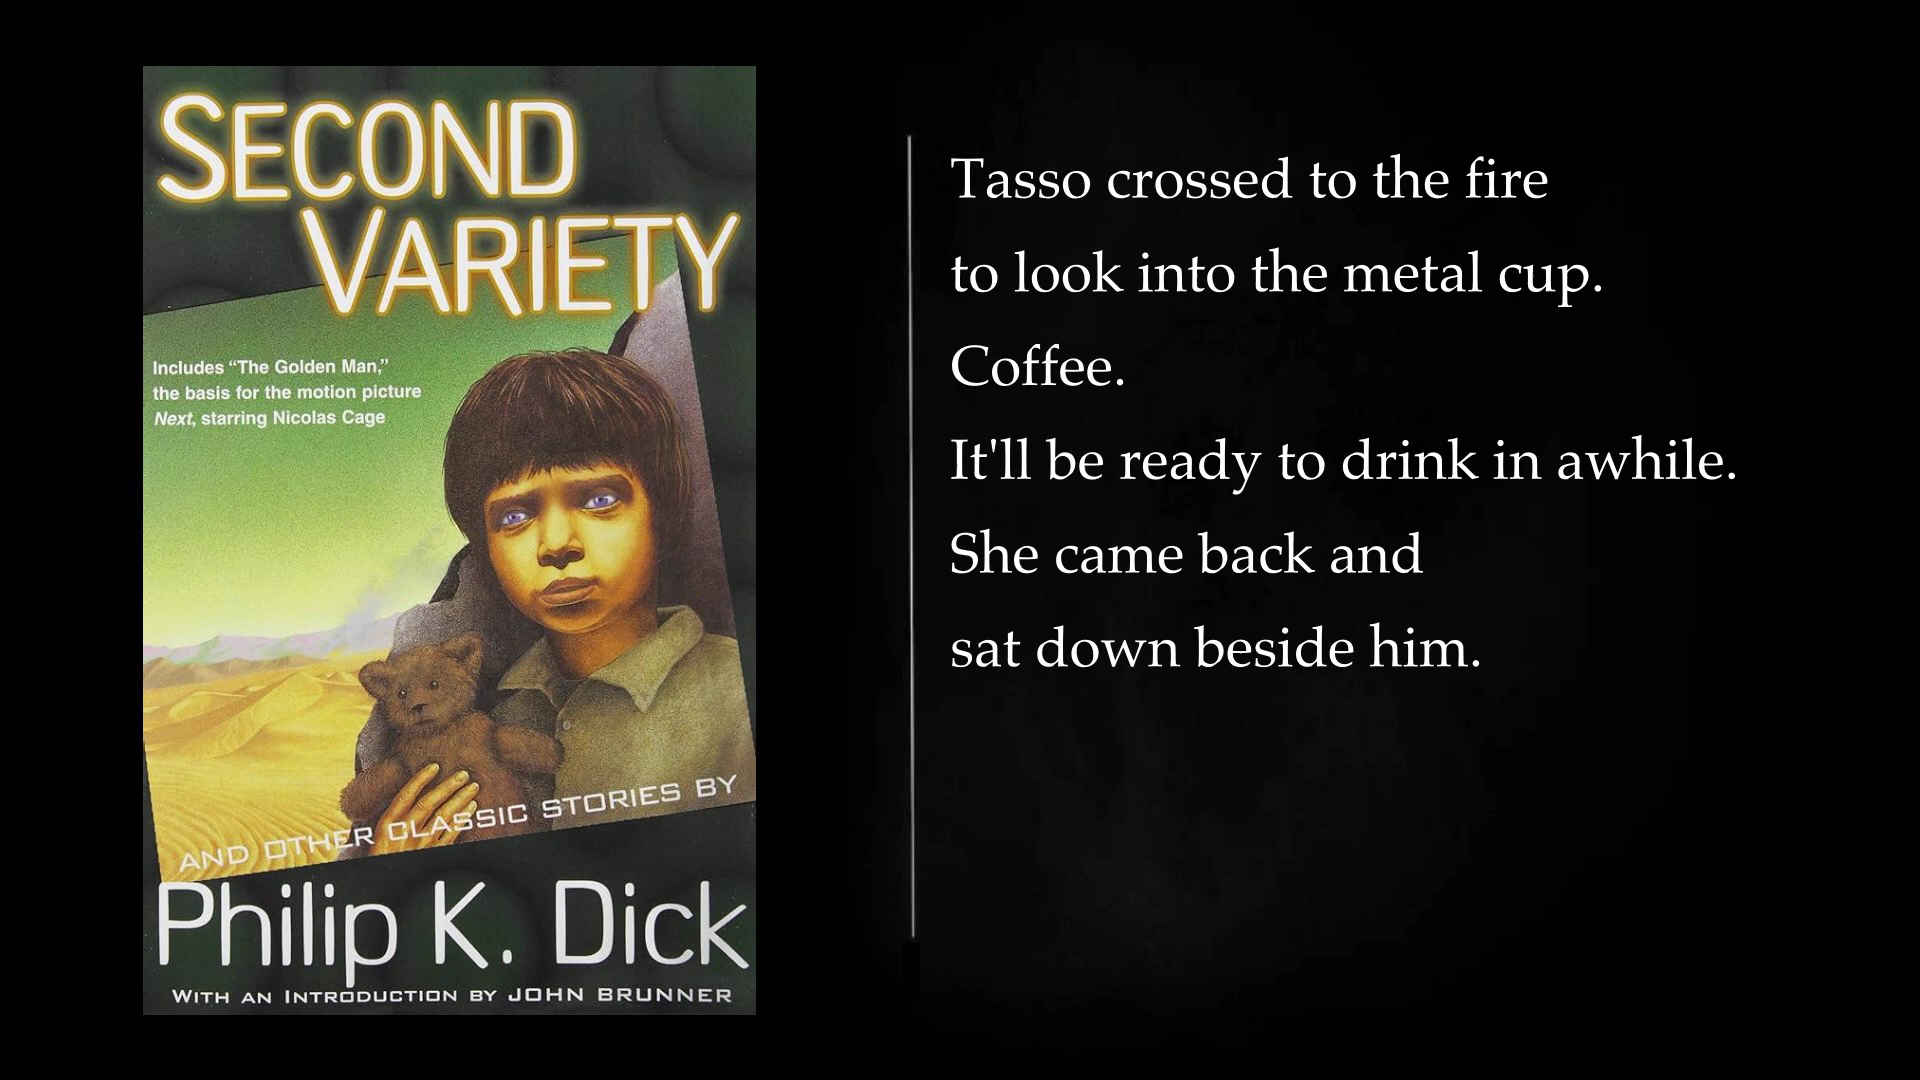 SECOND
VARIETY
Includes “The Golden Man,”
the basis for the motion picture
Next, starring Nicolas Cage
AND OTHER CLASSIC STORIES BY
Philip K. Dick
WITH AN INTRODUCTION BY JOHN BRUNNER
Tasso crossed to the fire
to look into the metal cup.
Coffee.
It'll be ready to drink in awhile.
She came back and
sat down beside him.